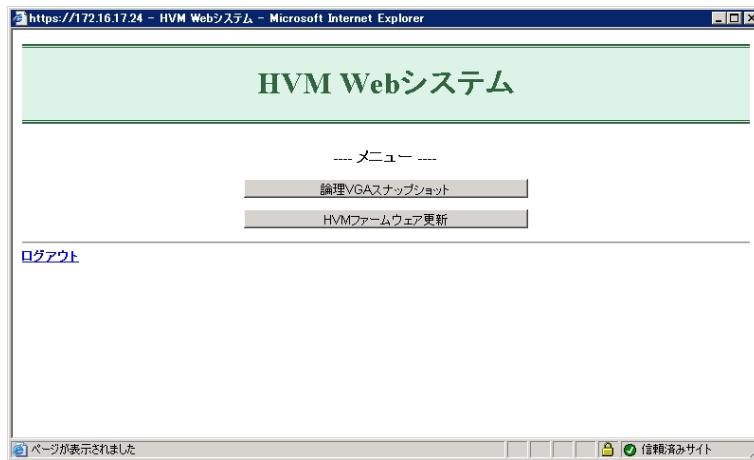 https://172.16.17.24 - HVM Webシステム - Microsoft Internet Explorer
HVM Webシステム
---- メニュー ----
論理VGAスナップショット
HVMファームウェア更新
ログアウト
ページが表示されました
信頼済みサイト